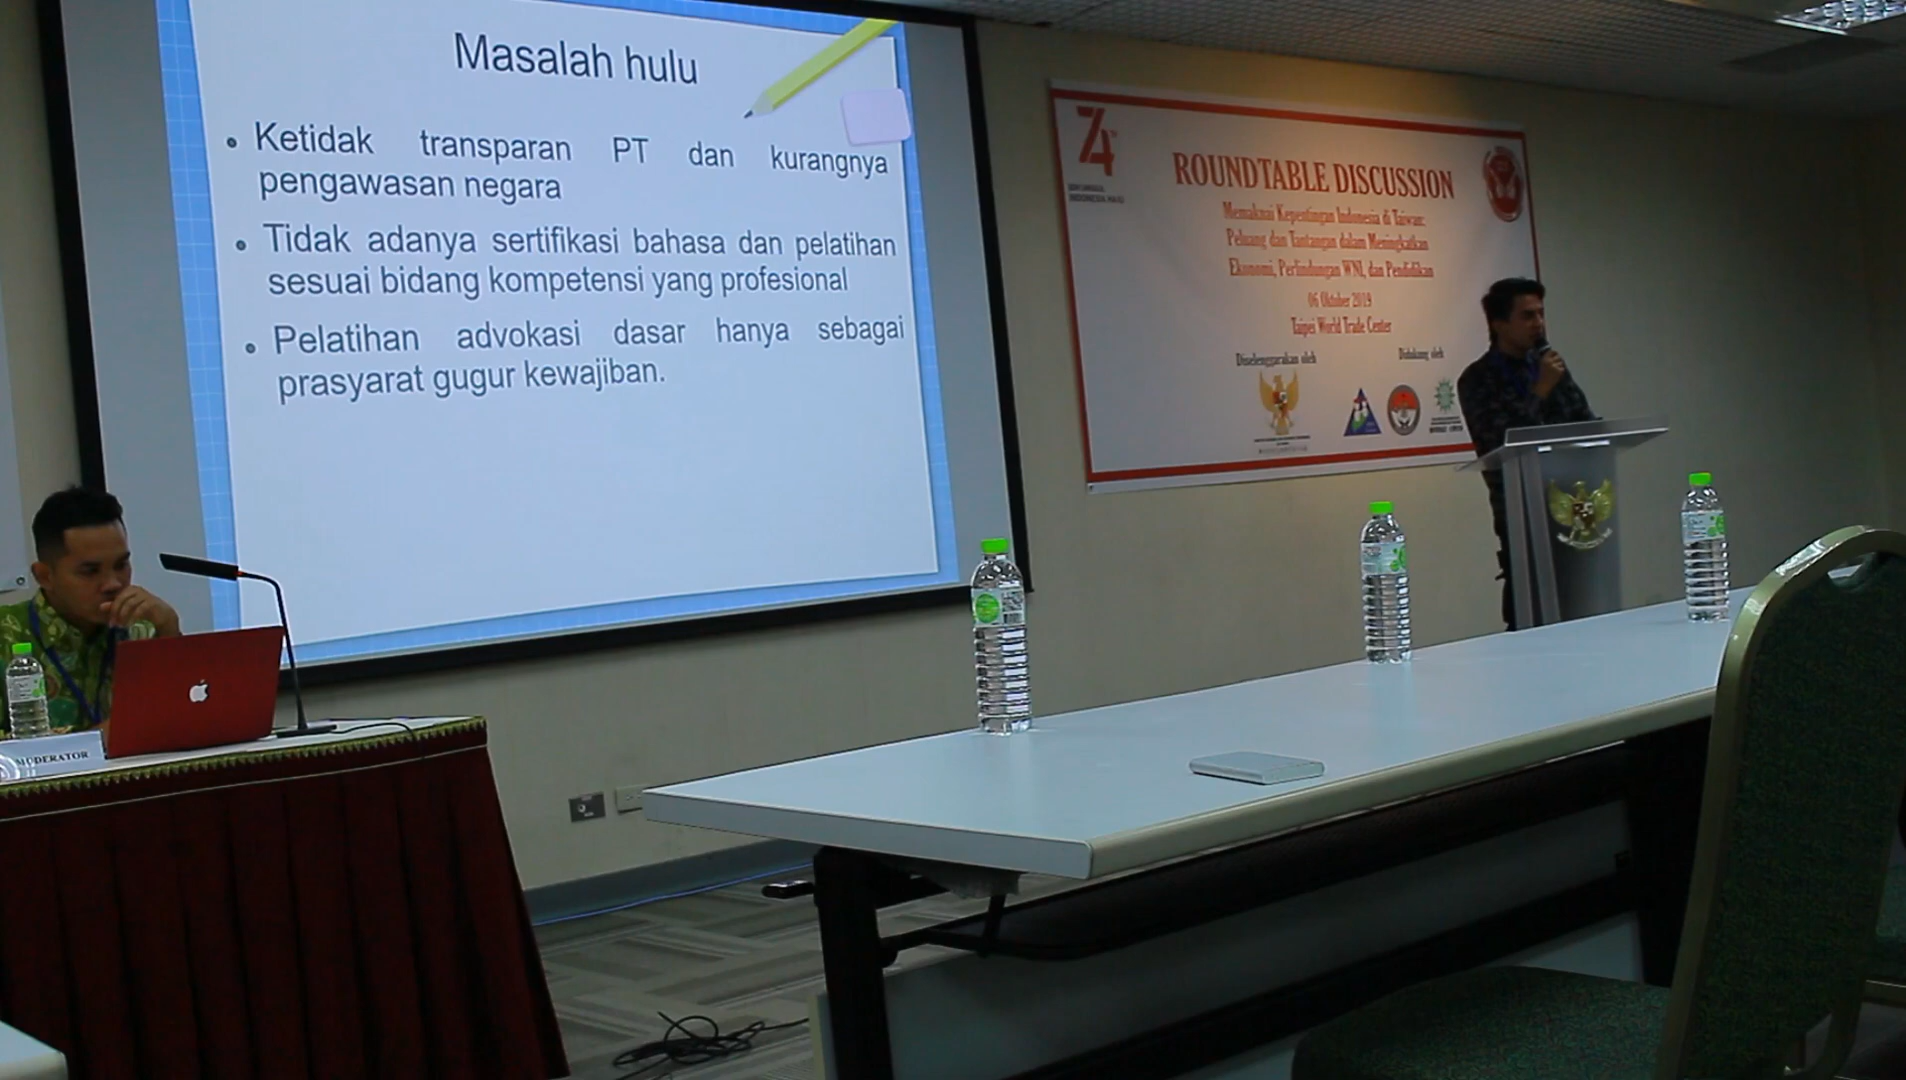 Masalah hulu
• Ketidak transparan PT dan kurangnya
pengawasan negara
• Tidak adanya sertifikasi bahasa dan pelatihan
sesuai bidang kompetensi yang profesional
• Pelatihan advokasi dasar hanya sebagai
prasyarat gugur kewajiban.
74
ROUNDTABLE DISCUSSION
Memaknai Kepentingan Indonesia di Taiwan:
Peluang dan Tantangan dalam Meningkatkan
Ekonomi, Perlindungan WNI, dan Pendidikan
06 Oktober 2019
Taipei World Trade Center
Diselenggarakan oleh
Didukung oleh
MODERATOR